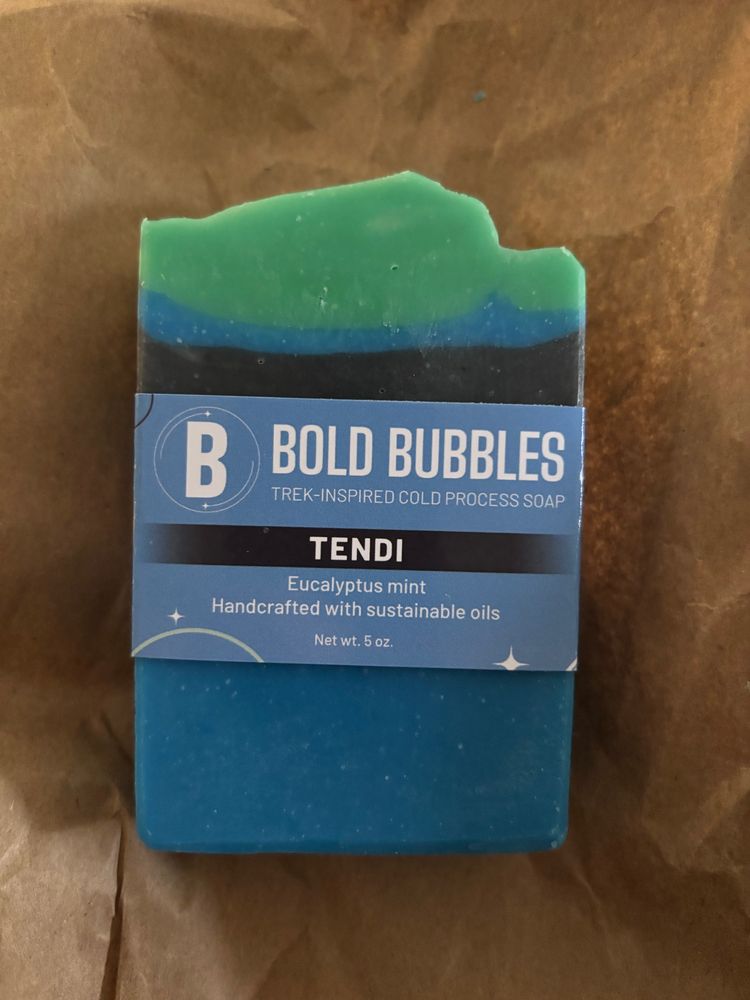 B
BOLD BUBBLES
TREK-INSPIRED COLD PROCESS SOAP
TENDI
Eucalyptus mint
Handcrafted with sustainable oils
Net wt. 5 oz.